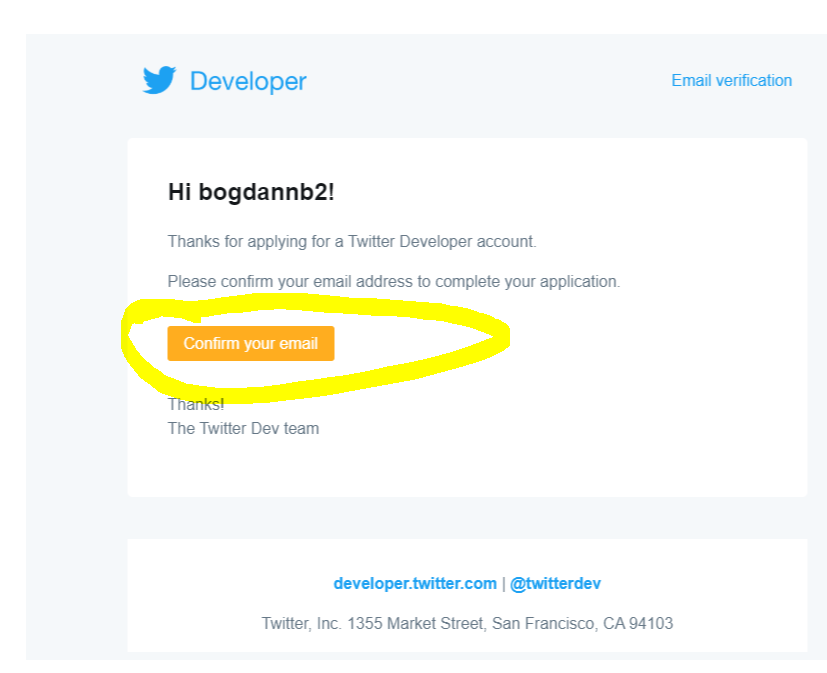 Developer
Email verification
Hi bogdannb2!
Thanks for applying for a Twitter Developer account.
Please confirm your email address to complete your application.
Confirm your email
Thanks!
The Twitter Dev team
developer.twitter.com | @twitterdev
Twitter, Inc. 1355 Market Street, San Francisco, CA 94103